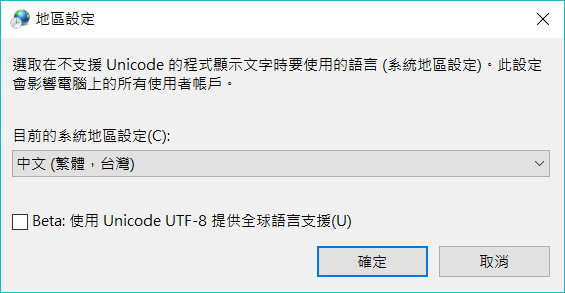 地區設定
選取在不支援 Unicode 的程式顯示文字時要使用的語言 (系統地區設定)。此設定
會影響電腦上的所有使用者帳戶。
目前的系統地區設定(C):
中文 (繁體，台灣)
Beta: 使用 Unicode UTF-8 提供全球語言支援(U)
確定
取消